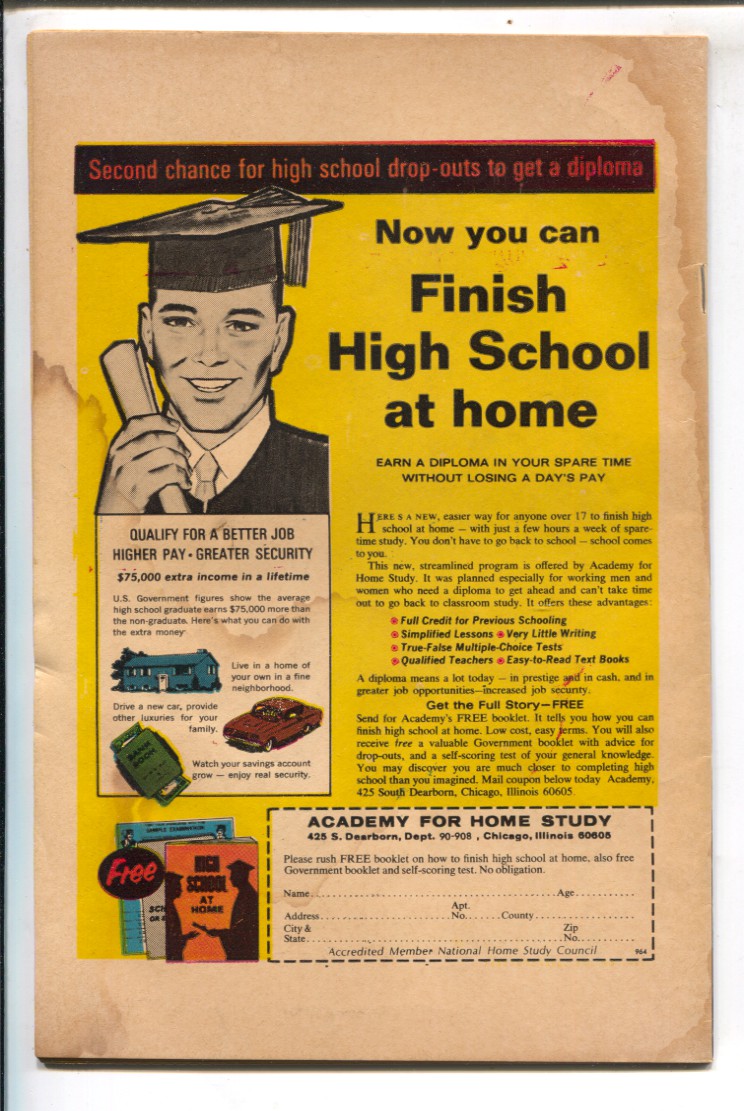 Second chance for high school drop-outs to get a diploma
Now you can
Finish
High School
at home
EARN A DIPLOMA IN YOUR SPARE TIME
WITHOUT LOSING A DAY'S PAY
HERE S A NEW, easier way for anyone over 17 to finish high
school at home — with just a few hours a week of spare-
time study. You don't have to go back to school — school comes
to you.
This new, streamlined program is offered by Academy for
Home Study. It was planned especially for working men and
women who need a diploma to get ahead and can't take time
out to go back to classroom study. It offers these advantages:
Full Credit for Previous Schooling
Simplified Lessons Very Little Writing
True-False Multiple-Choice Tests
Qualified Teachers Easy-to-Read Text Books
A diploma means a lot today — in prestige and in cash, and in
greater job opportunities—increased job security.
Get the Full Story—FREE
Send for Academy's FREE booklet. It tells you how you can
finish high school at home. Low cost, easy terms. You will also
receive free a valuable Government booklet with advice for
drop-outs, and a self-scoring test of your general knowledge.
You may discover you are much closer to completing high
school than you imagined. Mail coupon below today Academy,
425 South Dearborn, Chicago, Illinois 60605.
QUALIFY FOR A BETTER JOB
HIGHER PAY • GREATER SECURITY
$75,000 extra income in a lifetime
U.S. Government figures show the average
high school graduate earns $75,000 more than
the non-graduate. Here's what you can do with
the extra money
Live in a home of
your own in a fine
neighborhood.
Drive a new car, provide
other luxuries for your
family.
BANK
BOOK
Watch your savings account
grow — enjoy real security.
SAMPLE EXAMINATION
Free
HIGH
SCHOOL
AT
HOME
ACADEMY FOR HOME STUDY
425 S. Dearborn, Dept. 90-908 , Chicago, Illinois 60605
Please rush FREE booklet on how to finish high school at home, also free
Government booklet and self-scoring test. No obligation.
Name Age
Address Apt. No. County
City & State Zip No.
Accredited Member National Home Study Council 964